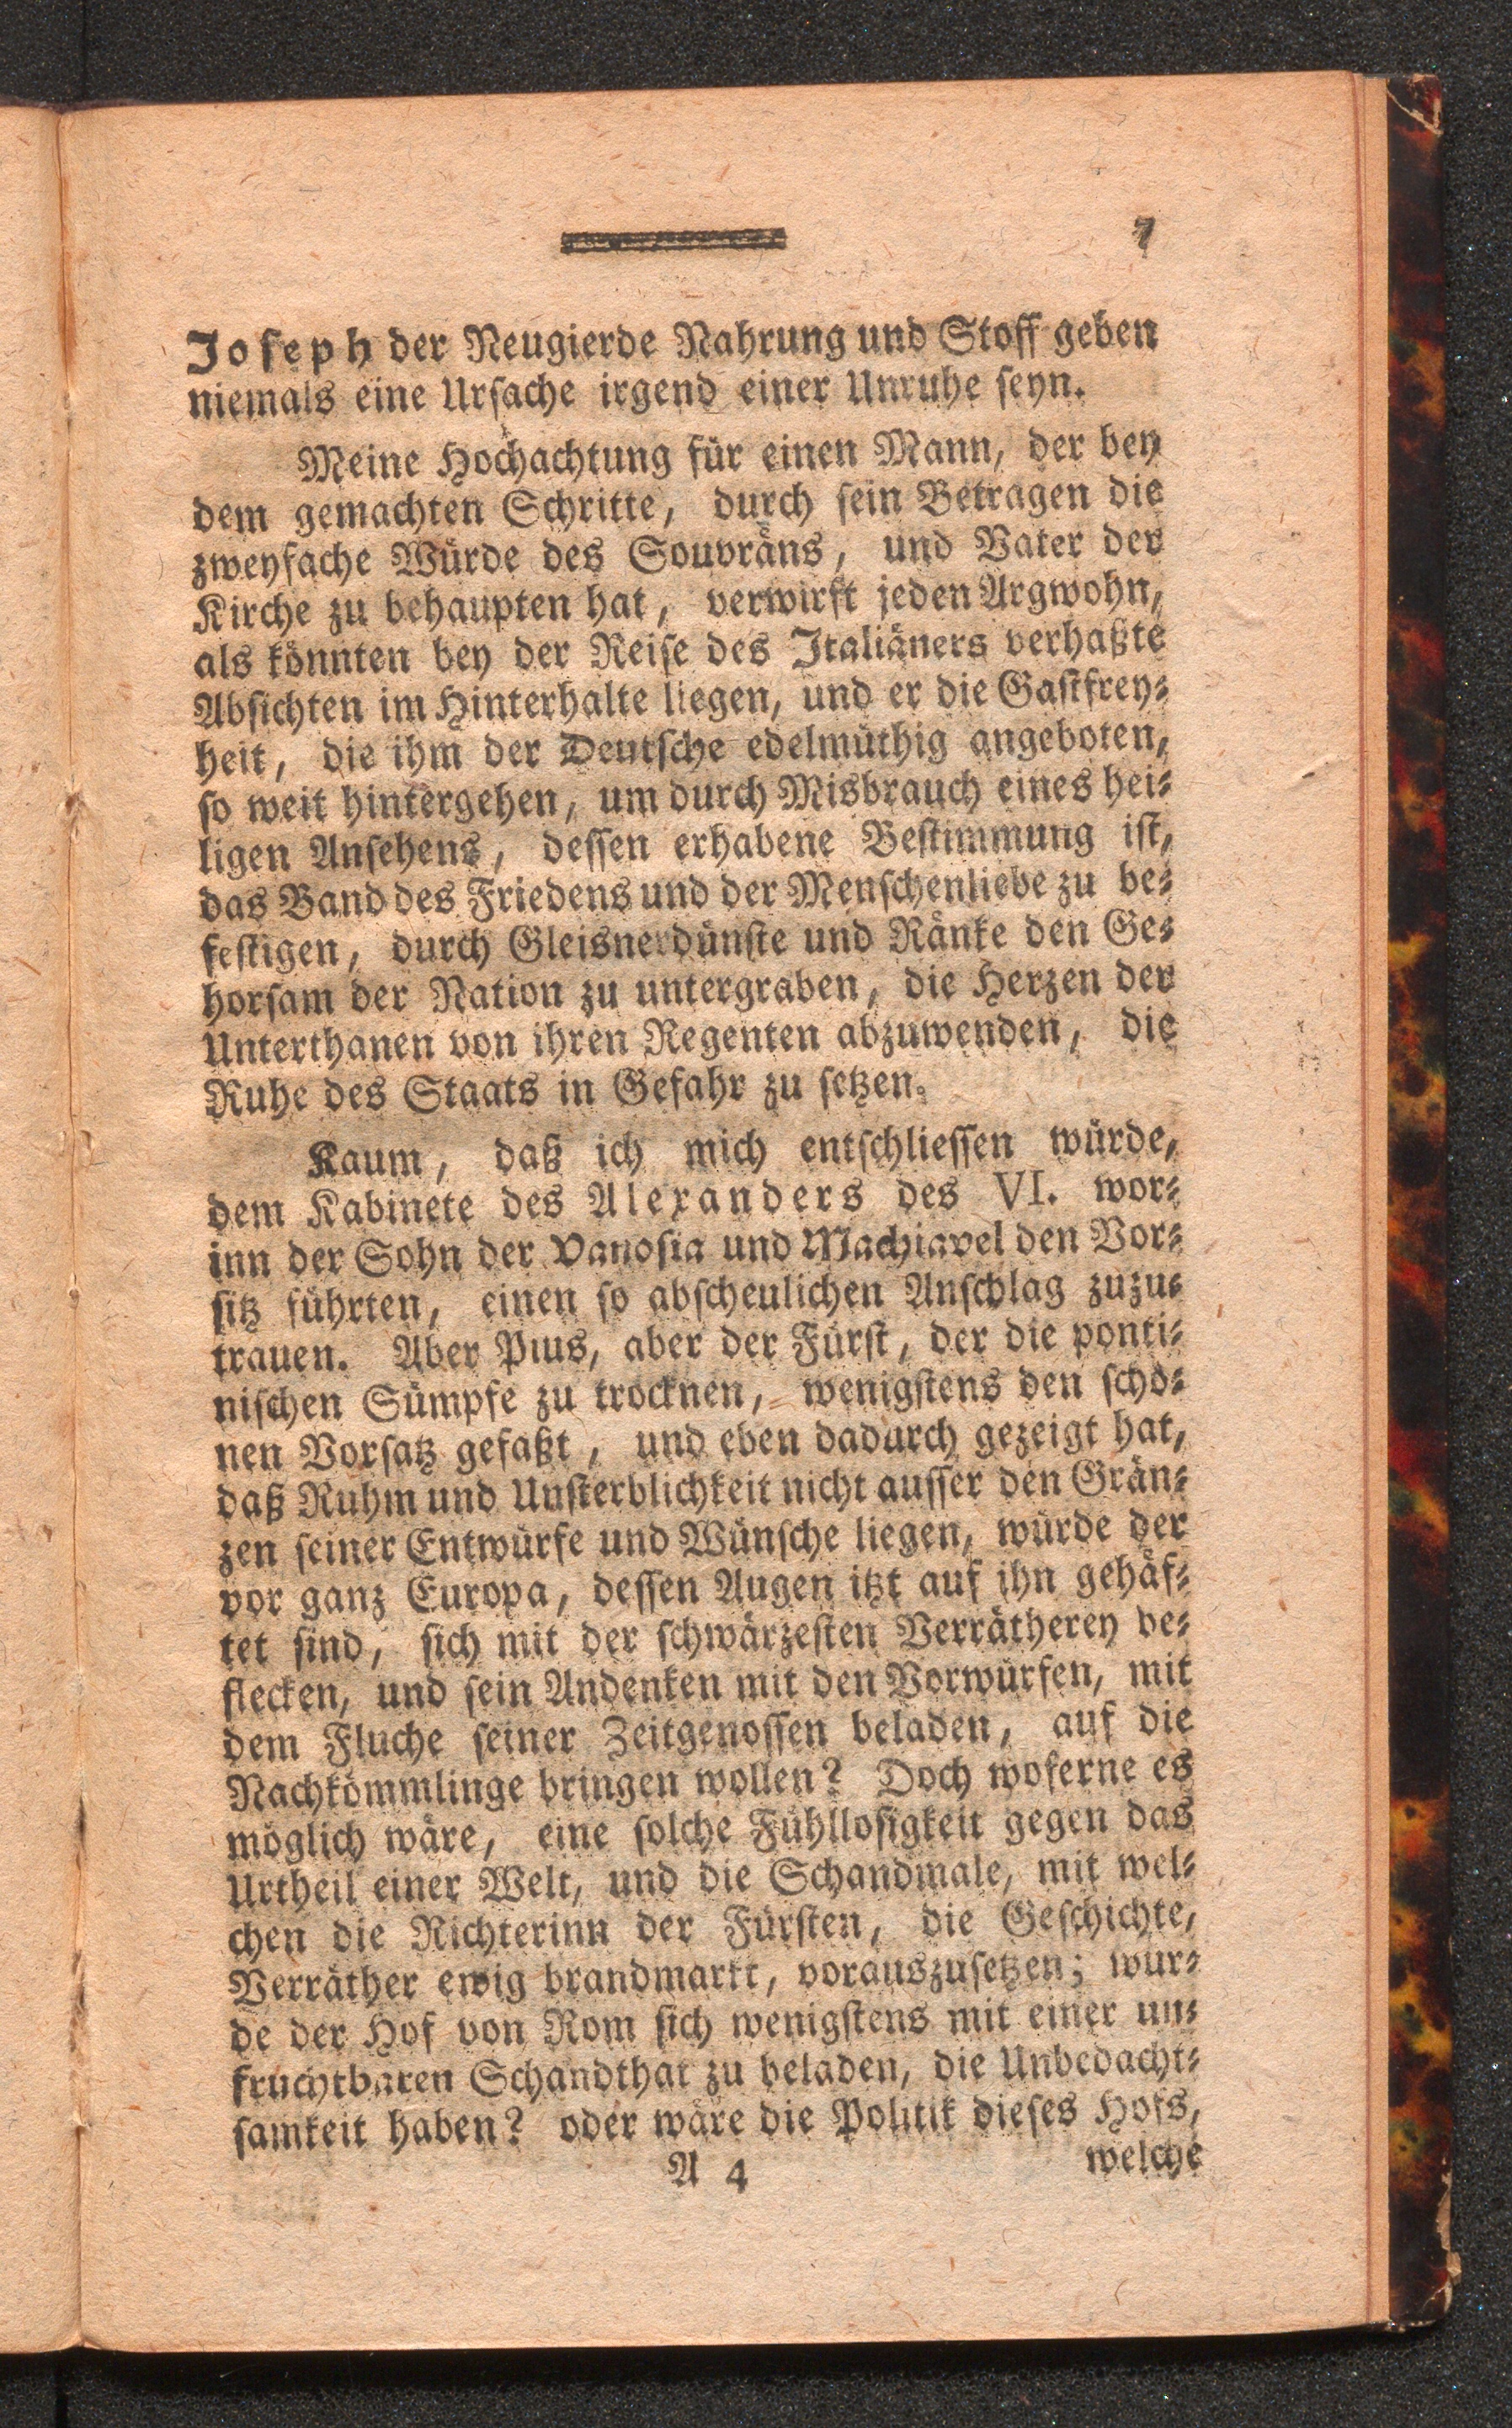 7
Joseph der Neugierde Nahrung und Stoff geben
niemals eine Ursache irgend einer Unruhe seyn.
Meine Hochachtung für einen Mann, der bey
dem gemachten Schritte, durch sein Betragen die
zweyfache Würde des Souvräns, und Vater der
Kirche zu behaupten hat, verwirft jeden Argwohn,
als könnten bey der Reise des Italiäners verhaßte
Absichten im Hinterhalte liegen, und er die Gastfrey-
heit, die ihm der Deutsche edelmüthig angeboten,
so weit hintergehen, um durch Misbrauch eines hei-
ligen Ansehens, dessen erhabene Bestimmung ist,
das Band des Friedens und der Menschenliebe zu be-
festigen, durch Gleisnerdünste und Ränke den Ge-
horsam der Nation zu untergraben, die Herzen der
Unterthanen von ihren Regenten abzuwenden, die
Ruhe des Staats in Gefahr zu setzen.
Kaum, daß ich mich entschliessen würde,
dem Kabinete des Alexanders des VI. wor-
inn der Sohn der Vanosia und Machiavel den Vor-
sitz führten, einen so abscheulichen Anschlag zuzu-
trauen. Aber Pius, aber der Fürst, der die ponti-
nischen Sümpfe zu trocknen, wenigstens den schö-
nen Vorsatz gefaßt, und eben dadurch gezeigt hat,
daß Ruhm und Unsterblichkeit nicht ausser den Grän-
zen seiner Entwürfe und Wünsche liegen, würde der
vor ganz Europa, dessen Augen itzt auf ihn gehäf-
tet sind, sich mit der schwärzesten Verrätherey be-
flecken, und sein Andenken mit den Vorwürfen, mit
dem Fluche seiner Zeitgenossen beladen, auf die
Nachkömmlinge bringen wollen? Doch woferne es
möglich wäre, eine solche Fühllosigkeit gegen das
Urtheil einer Welt, und die Schandmale, mit wel-
chen die Richterinn der Fürsten, die Geschichte,
Verräther ewig brandmarkt, vorauszusetzen; wür-
de der Hof von Rom sich wenigstens mit einer un-
fruchtbaren Schandthat zu beladen, die Unbedacht-
samkeit haben? oder wäre die Politik dieses Hofs,
A 4 welche